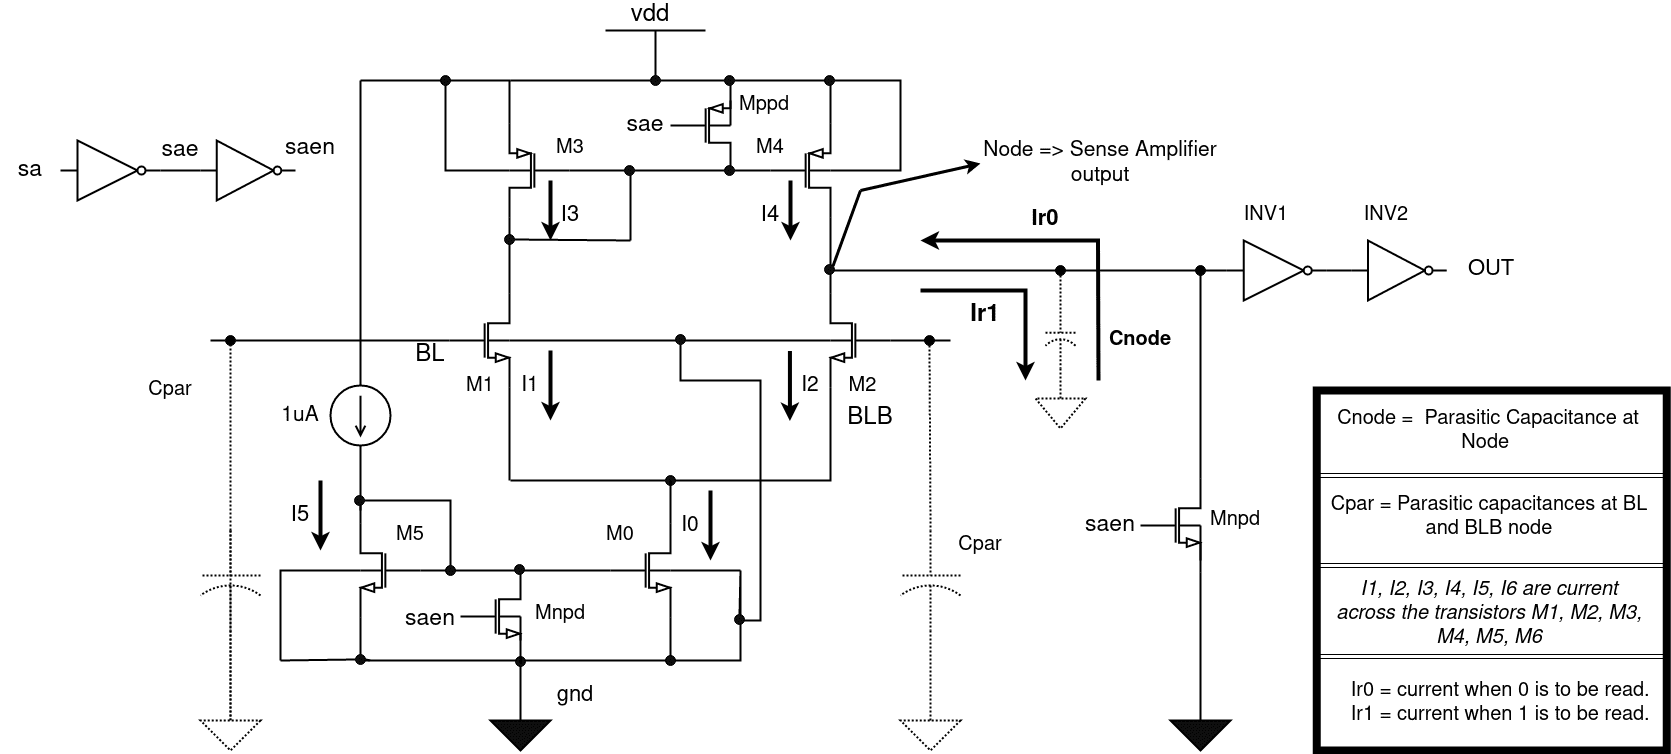 vdd
Mppd
sae
M3
M4
sa
sae
saen
Node => Sense Amplifier
output
I3
I4
Ir0
INV1
INV2
OUT
Ir1
Cnode
BL
M1
I1
I2
M2
BLB
Cpar
1uA
I5
M5
M0
I0
saen
Mnpd
Cpar
saen
Mnpd
gnd
Cnode = Parasitic Capacitance at
Node
Cpar = Parasitic capacitances at BL
and BLB node
I1, I2, I3, I4, I5, I6 are current
across the transistors M1, M2, M3,
M4, M5, M6
Ir0 = current when 0 is to be read.
Ir1 = current when 1 is to be read.